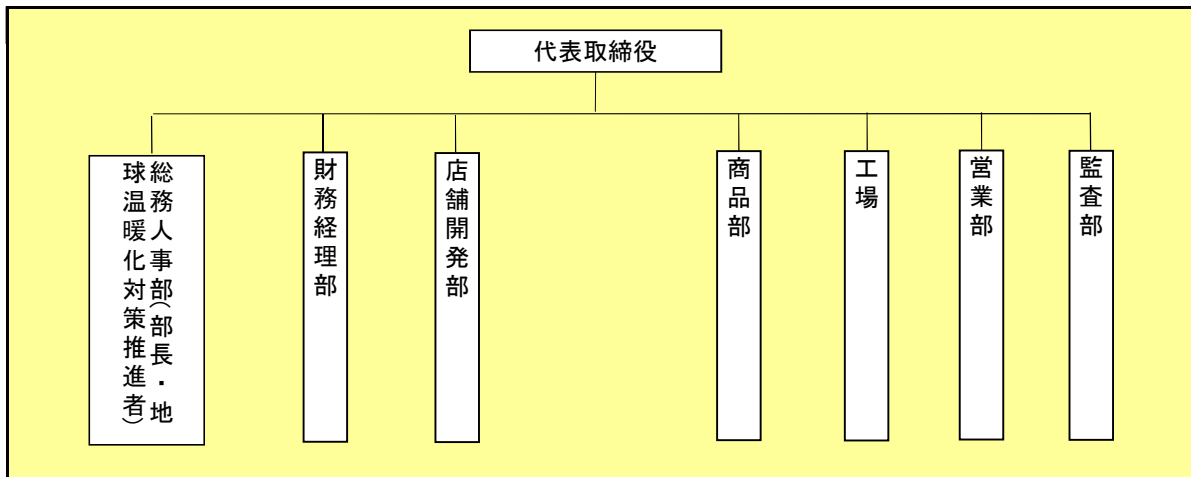 代表取締役
総務人事部(部長・地
球温暖化対策推進者)
財務経理部
店舗開発部
商品部
工場
営業部
監査部